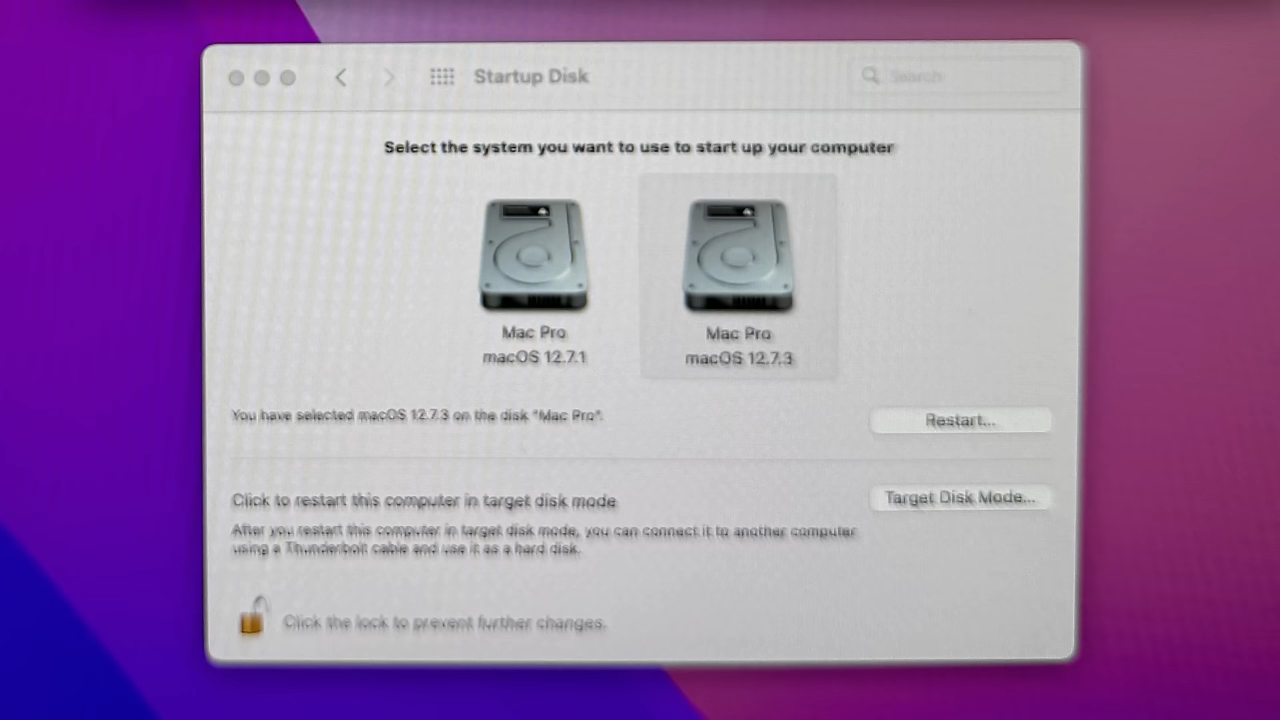 Startup Disk
Search
Select the system you want to use to start up your computer
Mac Pro
macOS 12.7.1
Mac Pro
macOS 12.7.3
You have selected macOS 12.7.3 on the disk "Mac Pro".
Restart...
Click to restart this computer in target disk mode
Target Disk Mode...
After you restart this computer in target disk mode, you can connect it to another computer
using a Thunderbolt cable and use it as a hard disk.
Click the lock to prevent further changes.